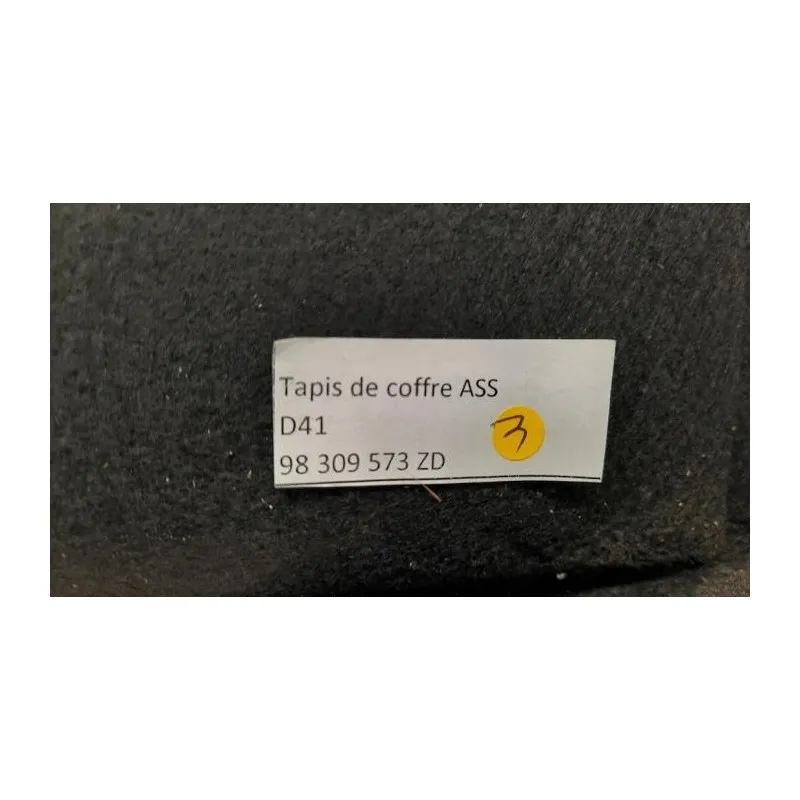 Tapis de coffre ASS
D41
3
98 309 573 ZD